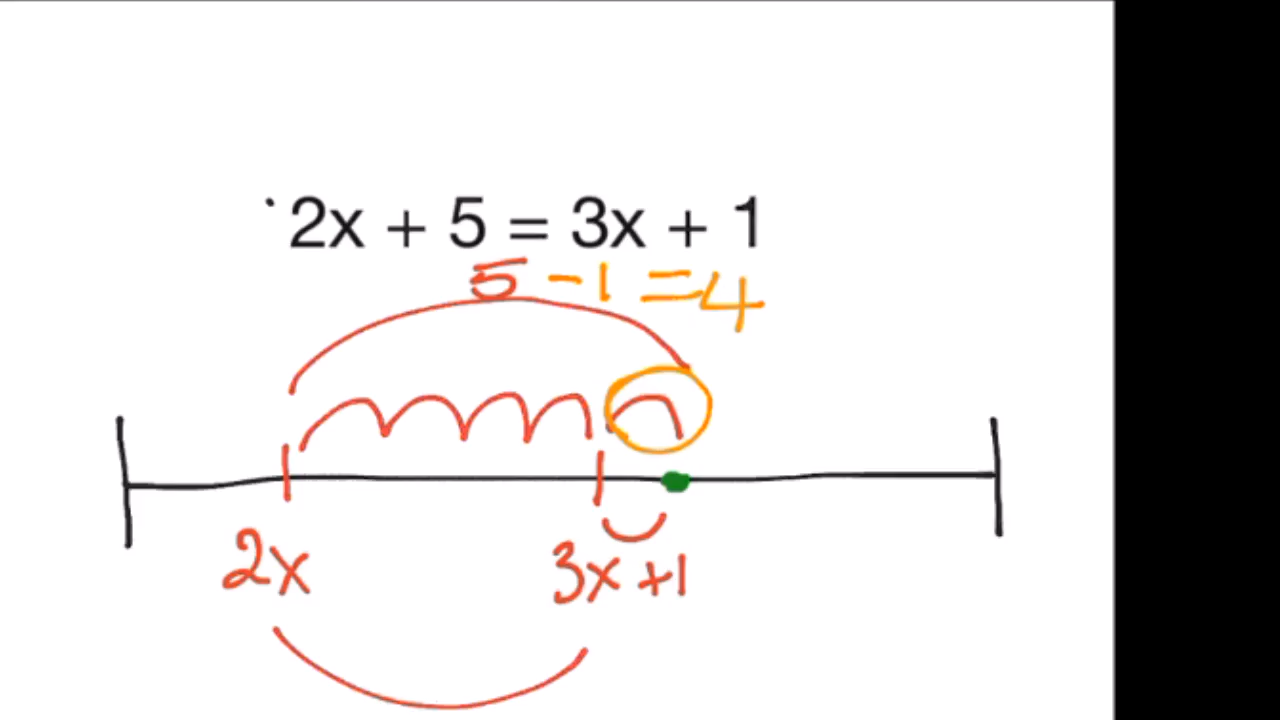 2x + 5 = 3x + 1
5 - 1 = 4
2x 3x +1